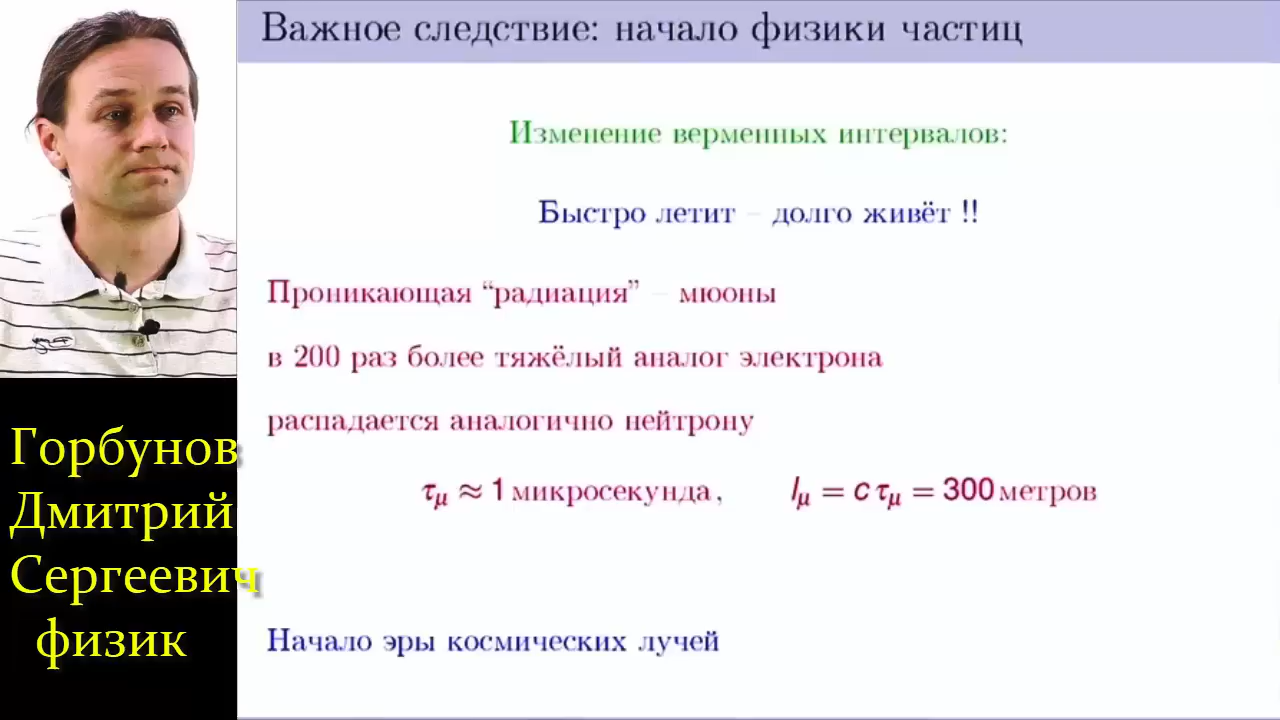 Важное следствие: начало физики частиц
Изменение верменных интервалов:
Быстро летит – долго живёт !!
Проникающая “радиация” – мюоны
в 200 раз более тяжёлый аналог электрона
распадается аналогично нейтрону
τμ ≈ 1 микросекунда, lμ = c τμ = 300 метров
Начало эры космических лучей
Горбунов
Дмитрий
Сергеевич
физик